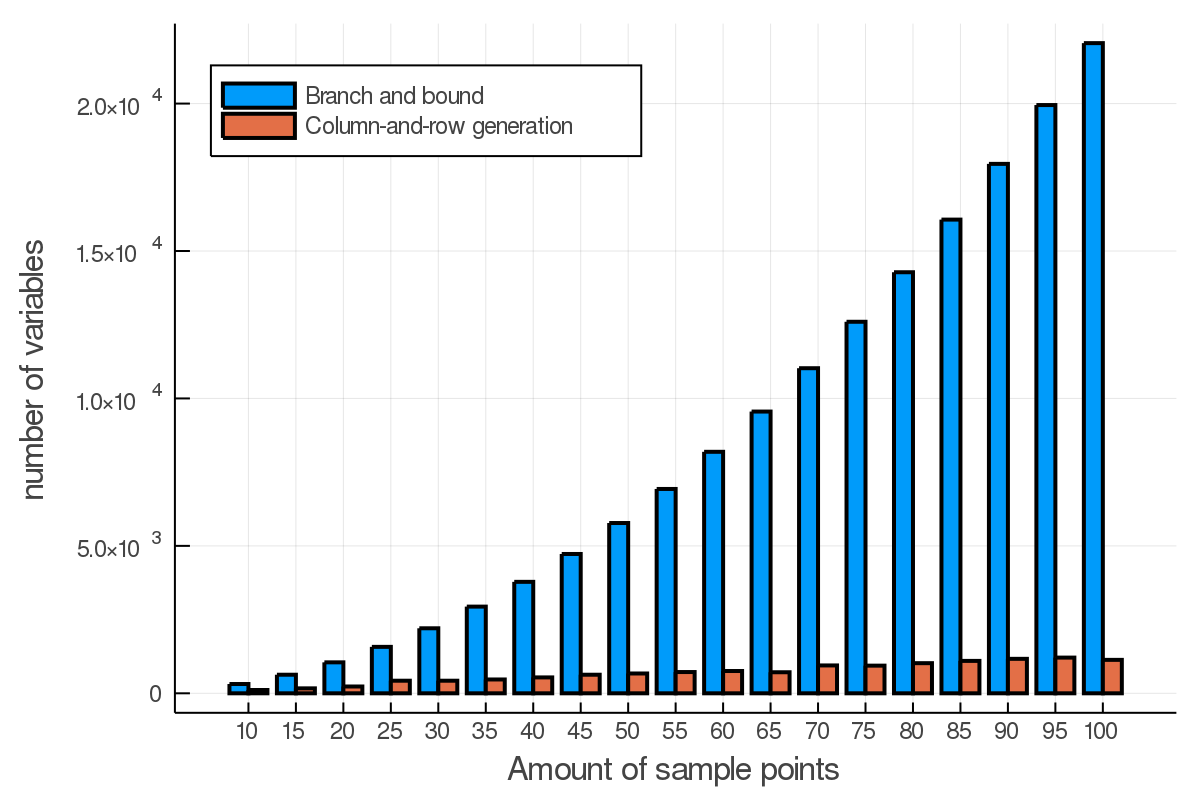 Branch and bound
Column-and-row generation
number of variables
2.0×10 4
1.5×10 4
1.0×10 4
5.0×10 3
0
10 15 20 25 30 35 40 45 50 55 60 65 70 75 80 85 90 95 100
Amount of sample points